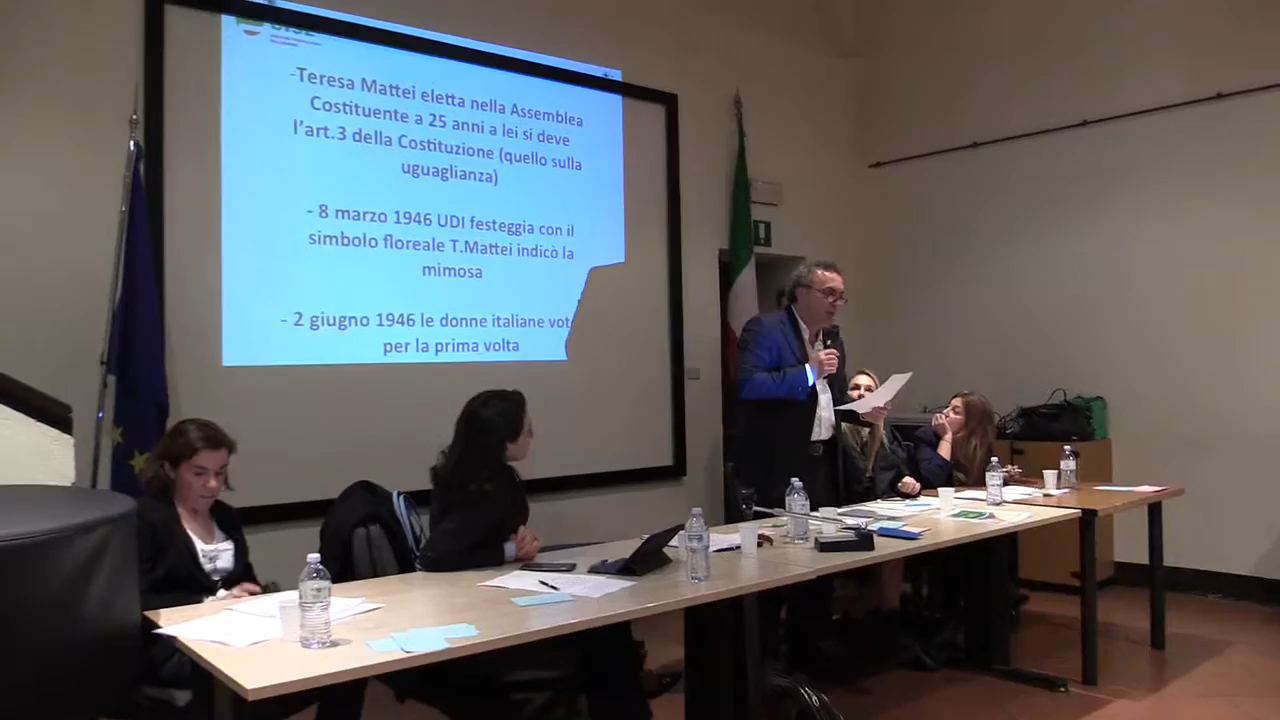 -Teresa Mattei eletta nella Assemblea
Costituente a 25 anni a lei si deve
l'art.3 della Costituzione (quello sulla
uguaglianza)
- 8 marzo 1946 UDI festeggia con il
simbolo floreale T.Mattei indicò la
mimosa
- 2 giugno 1946 le donne italiane vot
per la prima volta